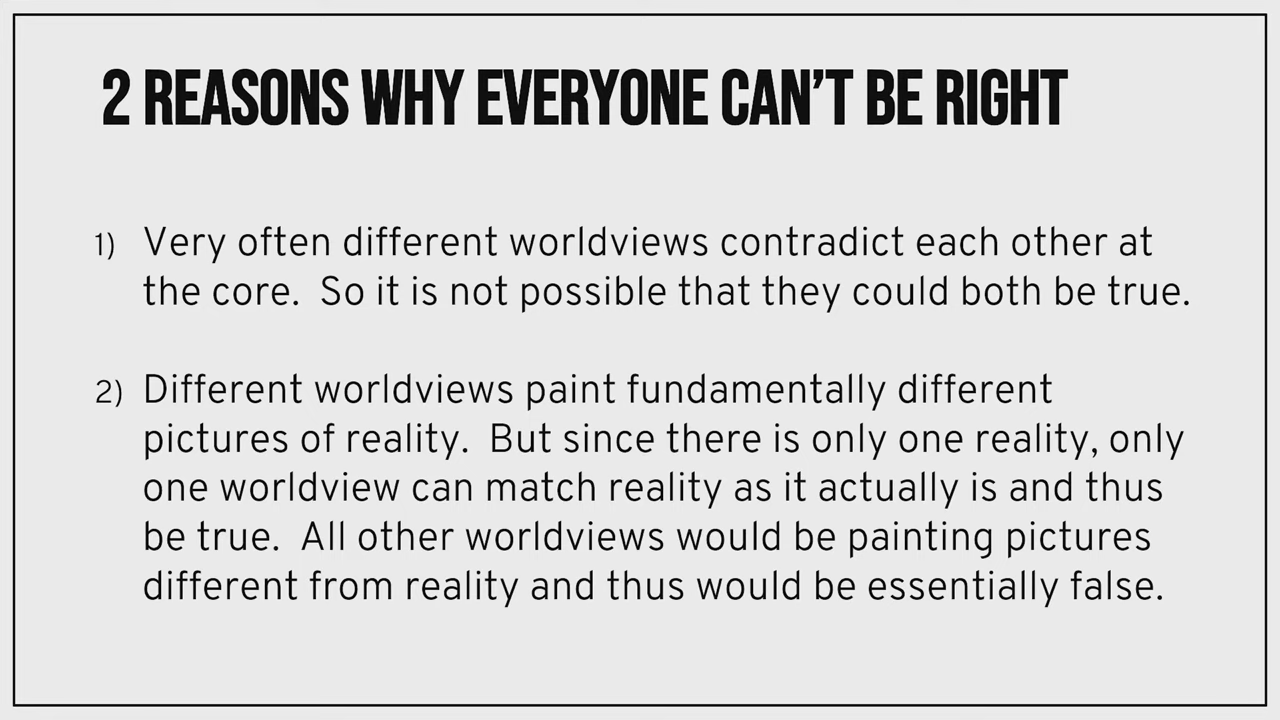 2 REASONS WHY EVERYONE CAN’T BE RIGHT
1) Very often different worldviews contradict each other at
the core.  So it is not possible that they could both be true.
2) Different worldviews paint fundamentally different
pictures of reality.  But since there is only one reality, only
one worldview can match reality as it actually is and thus
be true.  All other worldviews would be painting pictures
different from reality and thus would be essentially false.